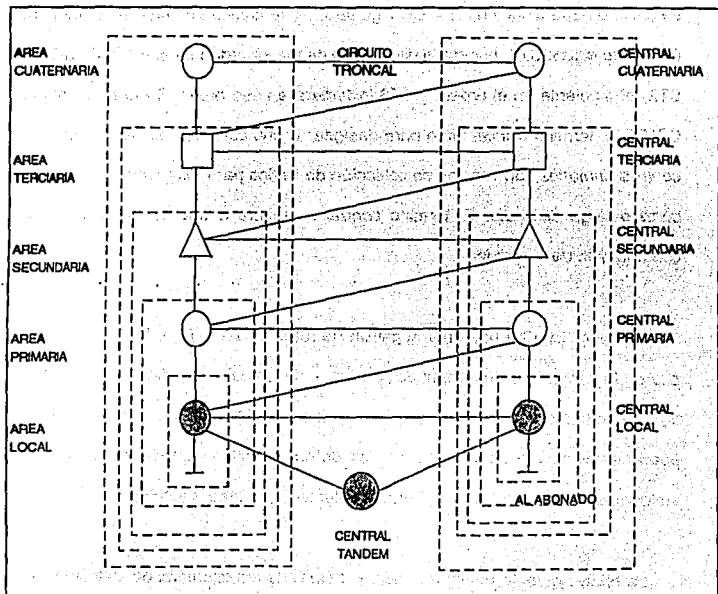 AREA
CUATERNARIA
CIRCUITO
TRONCAL
CENTRAL
CUATERNARIA
AREA
TERCIARIA
CENTRAL
TERCIARIA
AREA
SECUNDARIA
CENTRAL
SECUNDARIA
AREA
PRIMARIA
CENTRAL
PRIMARIA
AREA
LOCAL
CENTRAL
LOCAL
AL ABONADO
CENTRAL
TANDEM